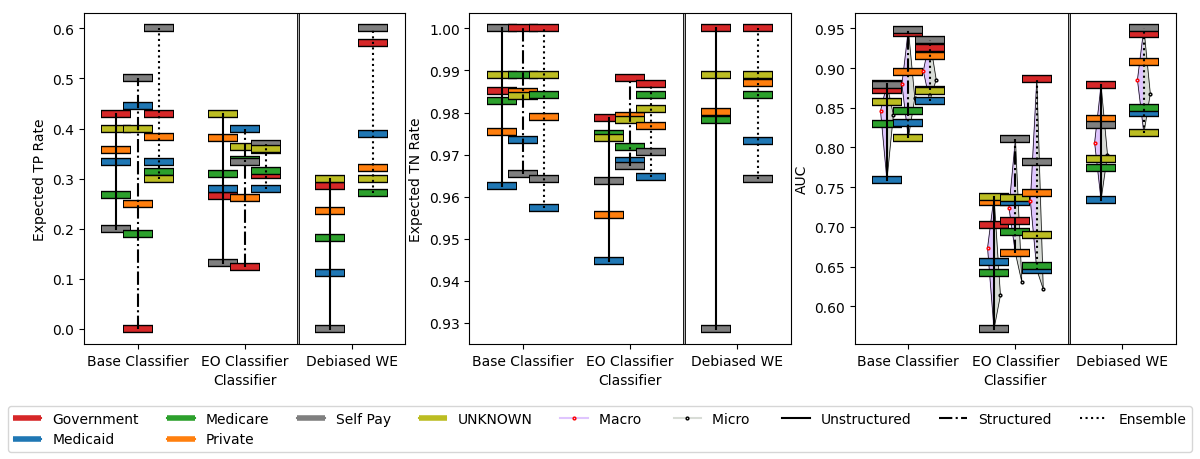 Expected TP Rate
0.6
0.5
0.4
0.3
0.2
0.1
0.0
Base Classifier EO Classifier Debiased WE
Classifier
Expected TN Rate
1.00
0.99
0.98
0.97
0.96
0.95
0.94
0.93
Base Classifier EO Classifier Debiased WE
Classifier
AUC
0.95
0.90
0.85
0.80
0.75
0.70
0.65
0.60
Base Classifier EO Classifier Debiased WE
Classifier
Government Medicare Self Pay UNKNOWN Macro Micro Unstructured Structured Ensemble
Medicaid Private